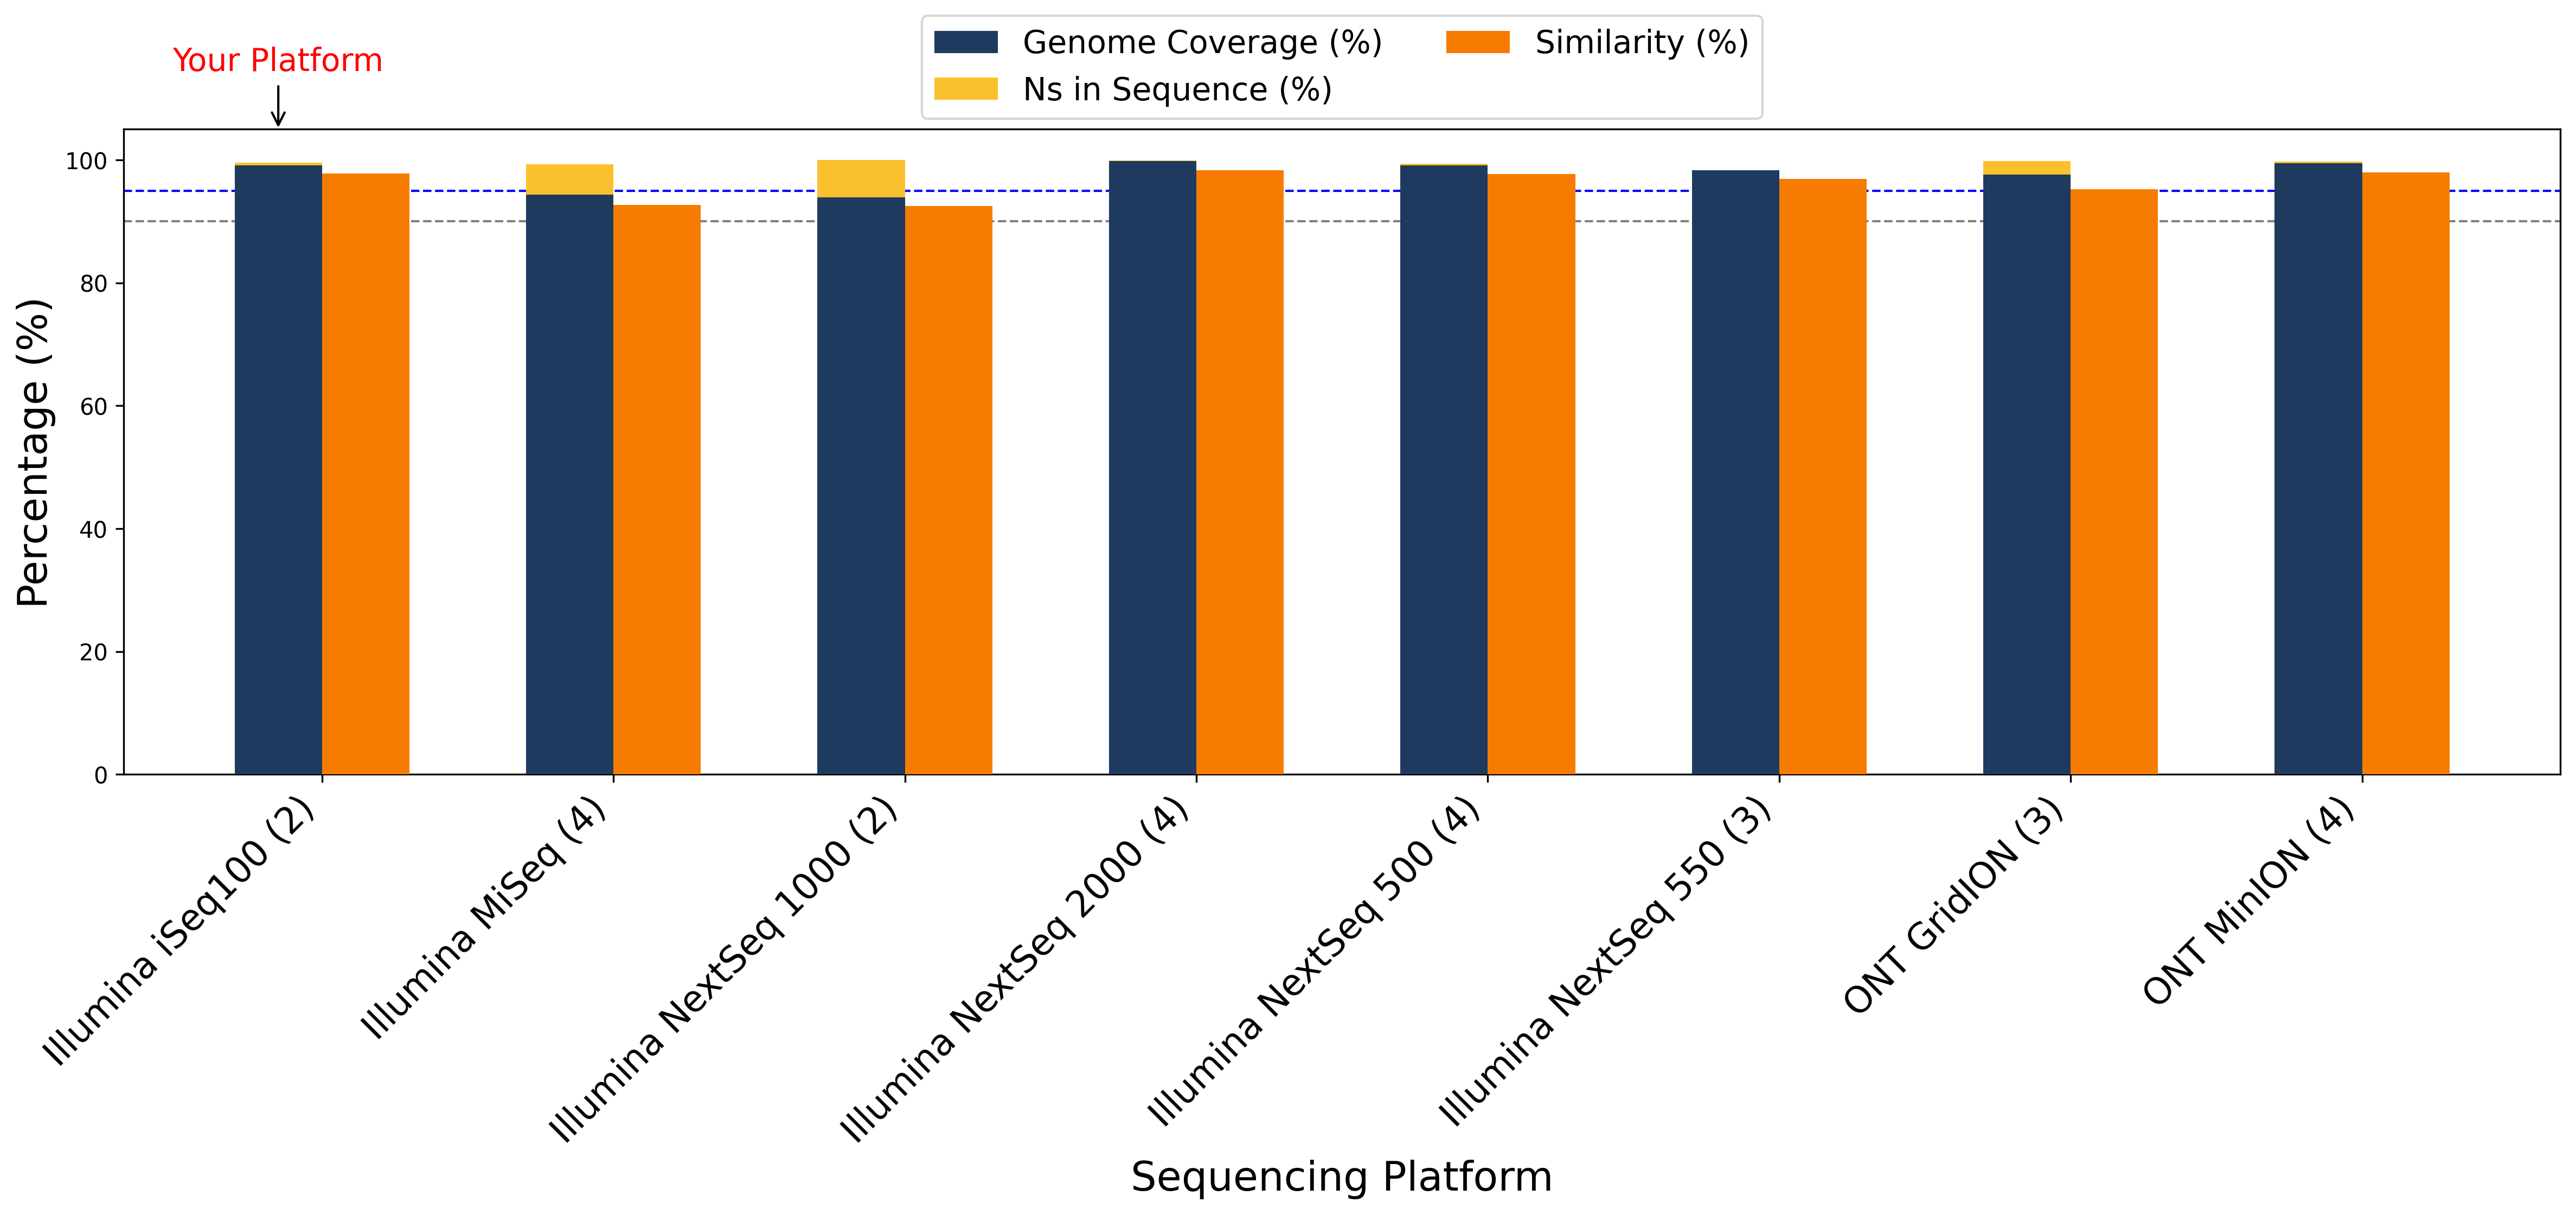 Your Platform
Genome Coverage (%)
Ns in Sequence (%)
Similarity (%)
Percentage (%)
100
80
60
40
20
0
Illumina iSeq100 (2)
Illumina MiSeq (4)
Illumina NextSeq 1000 (2)
Illumina NextSeq 2000 (4)
Illumina NextSeq 500 (4)
Illumina NextSeq 550 (3)
ONT GridION (3)
ONT MinION (4)
Sequencing Platform